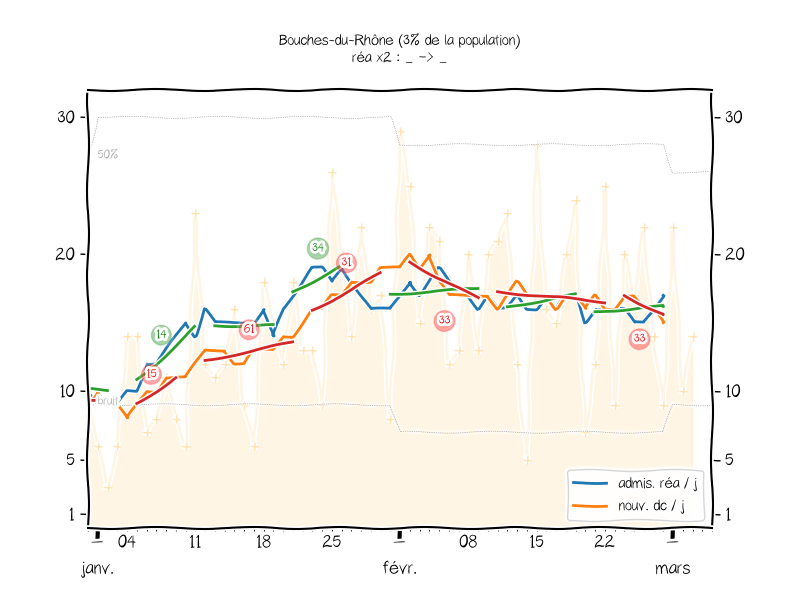 Bouches-du-Rhône (3% de la population)
réa x2 : _ -> _
30
30
50%
34
31
20
20
14
61
33
33
15
10
bruit
10
5
5
admis. réa / j
nouv. dc / j
1
1
04 11 18 25 08 15 22
janv. févr. mars